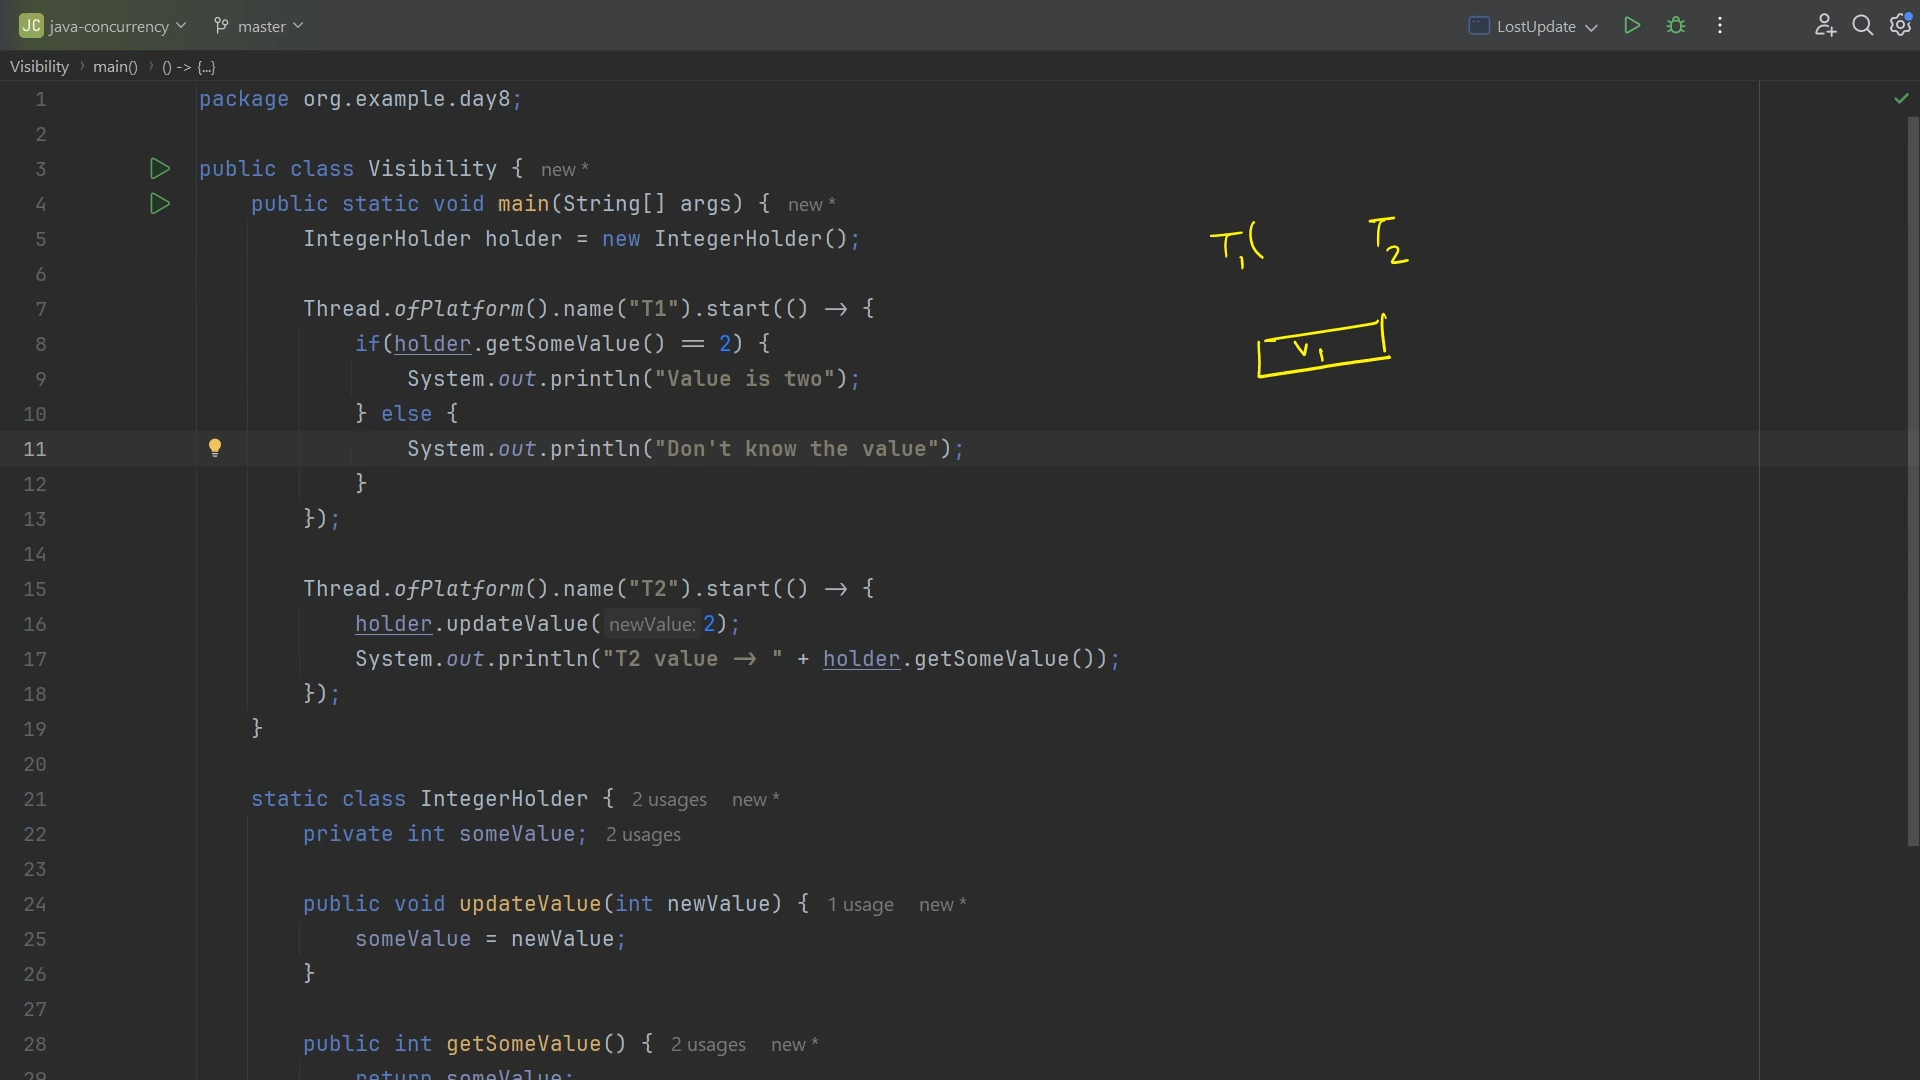 JC java-concurrency master LostUpdate
Visibility › main() › () -> {...}
1 package org.example.day8;
2
3 public class Visibility { new *
4 public static void main(String[] args) { new *
5 IntegerHolder holder = new IntegerHolder();
6
7 Thread.ofPlatform().name("T1").start(() -> {
8 if(holder.getSomeValue() == 2) {
9 System.out.println("Value is two");
10 } else {
11 System.out.println("Don't know the value");
12 }
13 });
14
15 Thread.ofPlatform().name("T2").start(() -> {
16 holder.updateValue( newValue: 2);
17 System.out.println("T2 value -> " + holder.getSomeValue());
18 });
19 }
20
21 static class IntegerHolder { 2 usages new *
22 private int someValue; 2 usages
23
24 public void updateValue(int newValue) { 1 usage new *
25 someValue = newValue;
26 }
27
28 public int getSomeValue() { 2 usages new *
29 return someValue;
T1( T2
V1